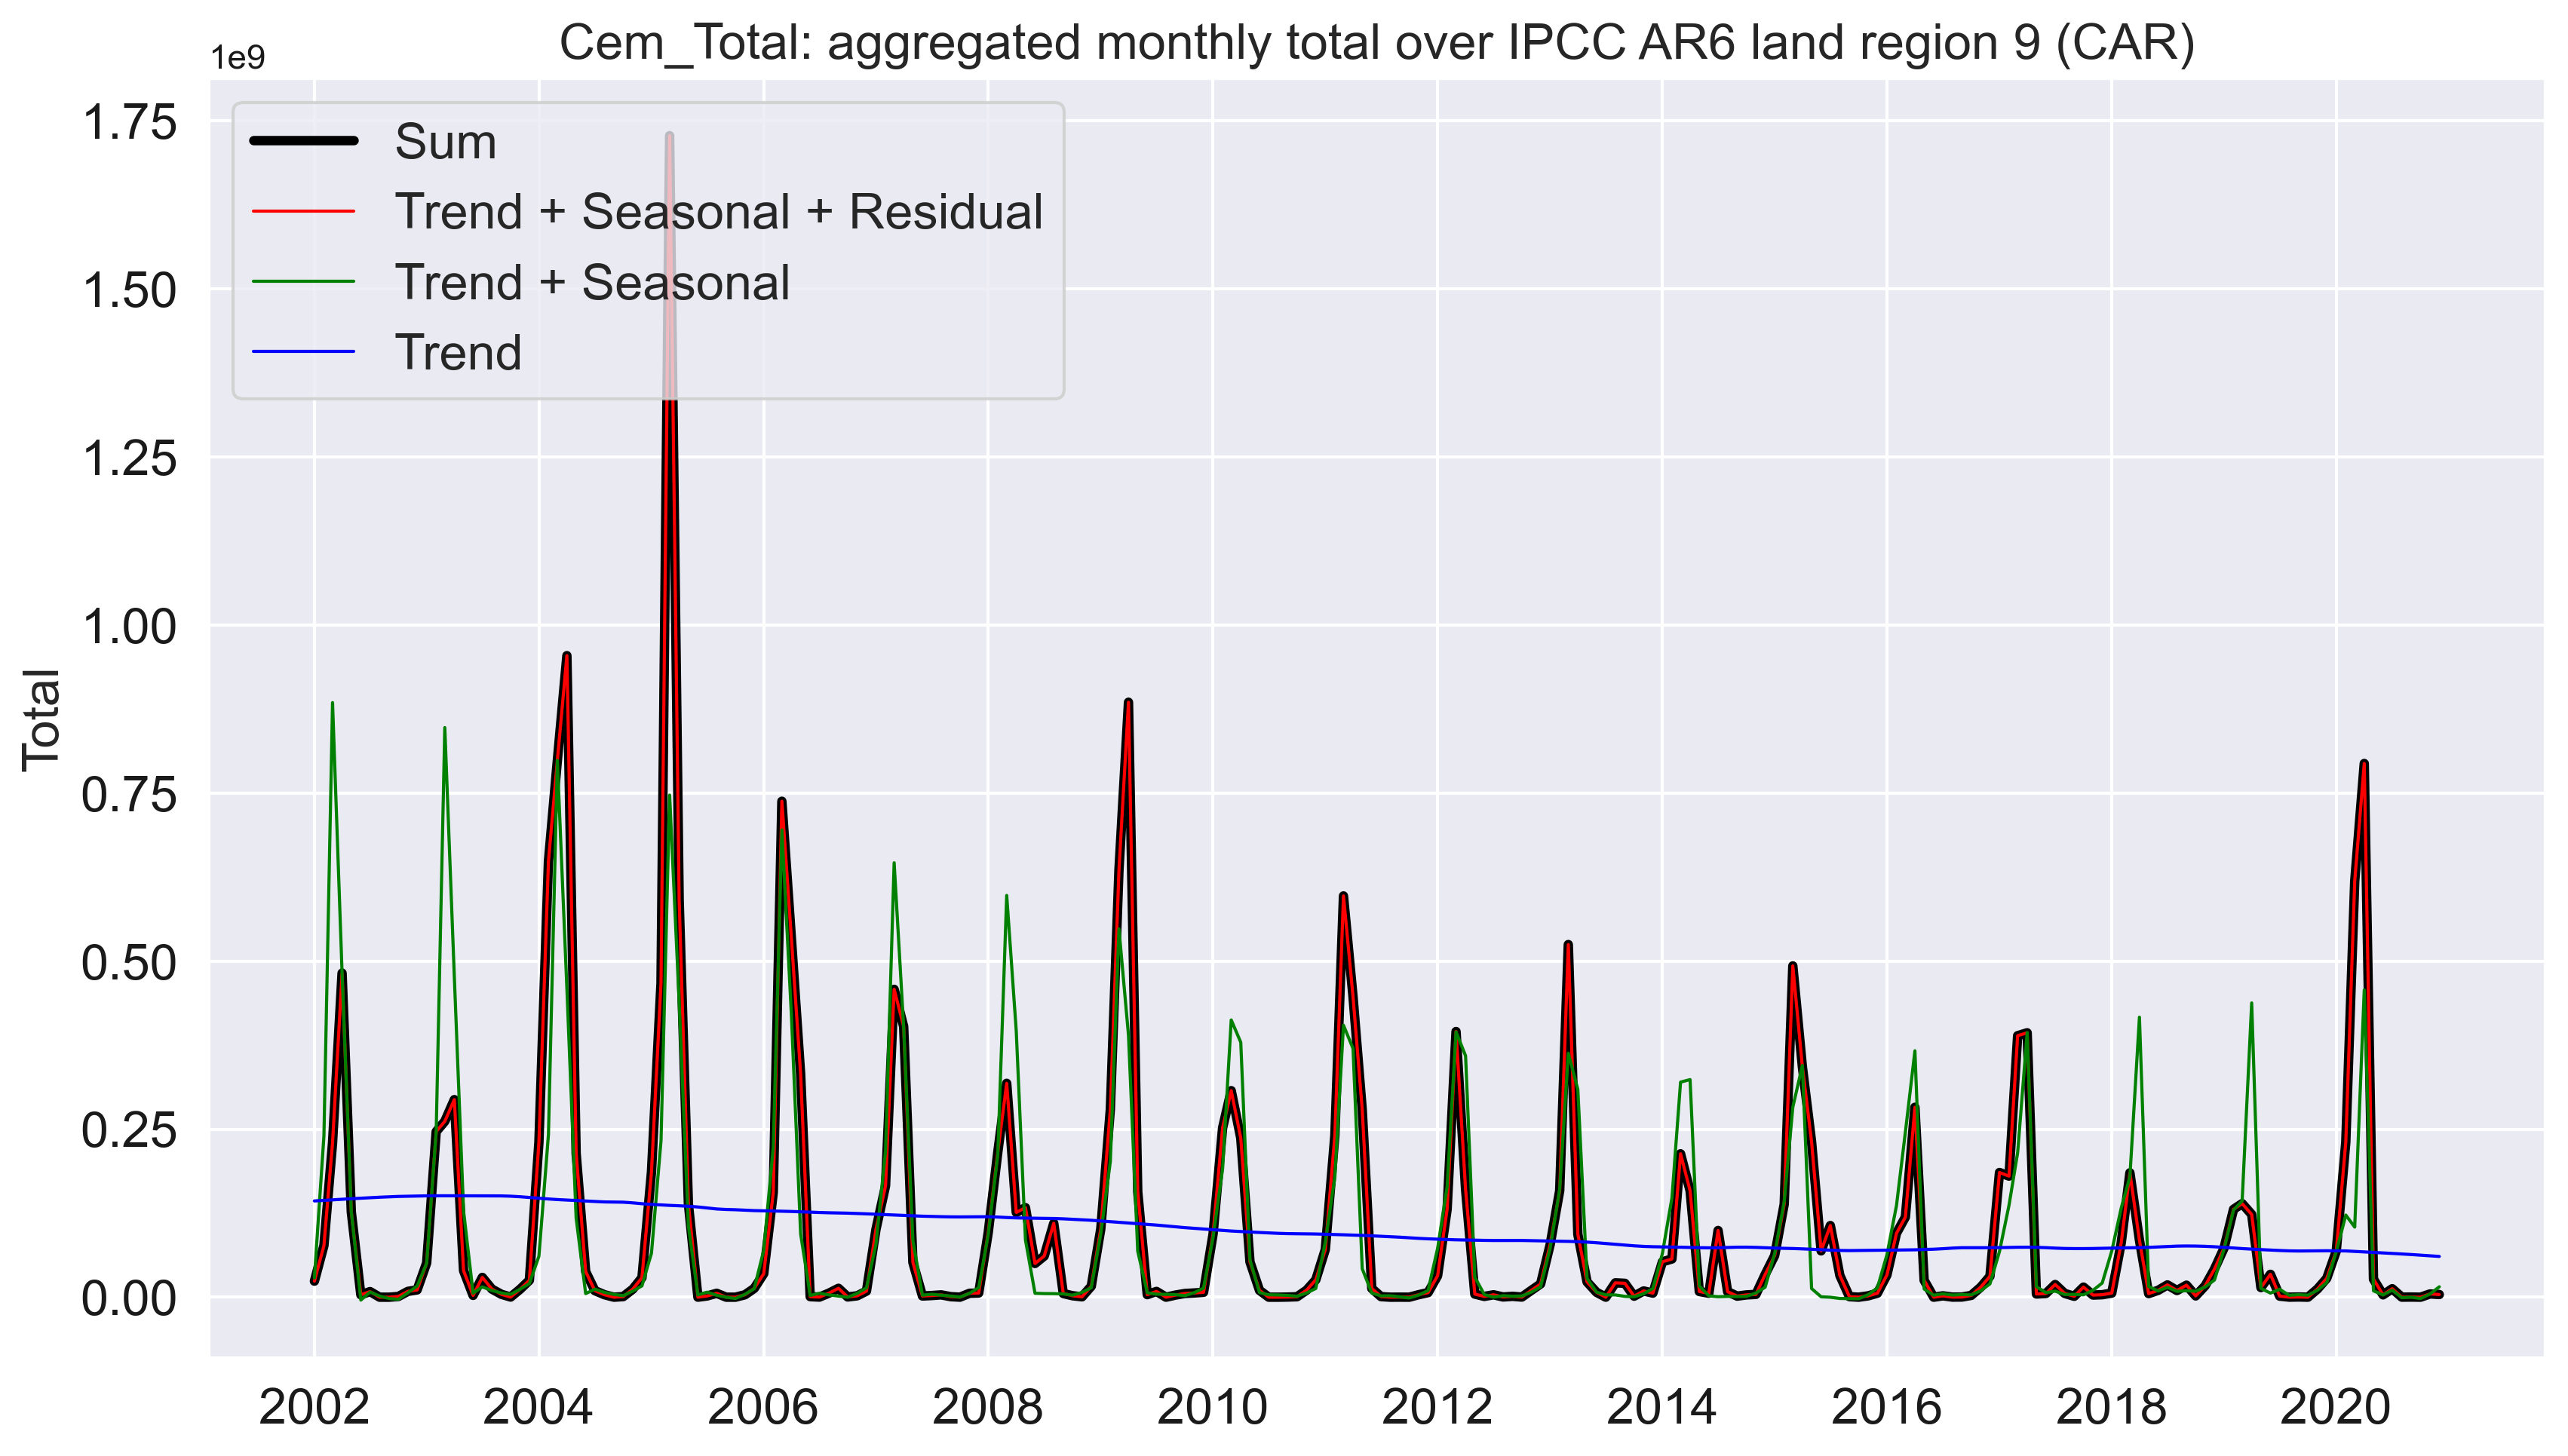 Cem_Total: aggregated monthly total over IPCC AR6 land region 9 (CAR)
1e9
1.75
1.50
1.25
1.00
0.75
0.50
0.25
0.00
Total
Sum
Trend + Seasonal + Residual
Trend + Seasonal
Trend
2002 2004 2006 2008 2010 2012 2014 2016 2018 2020